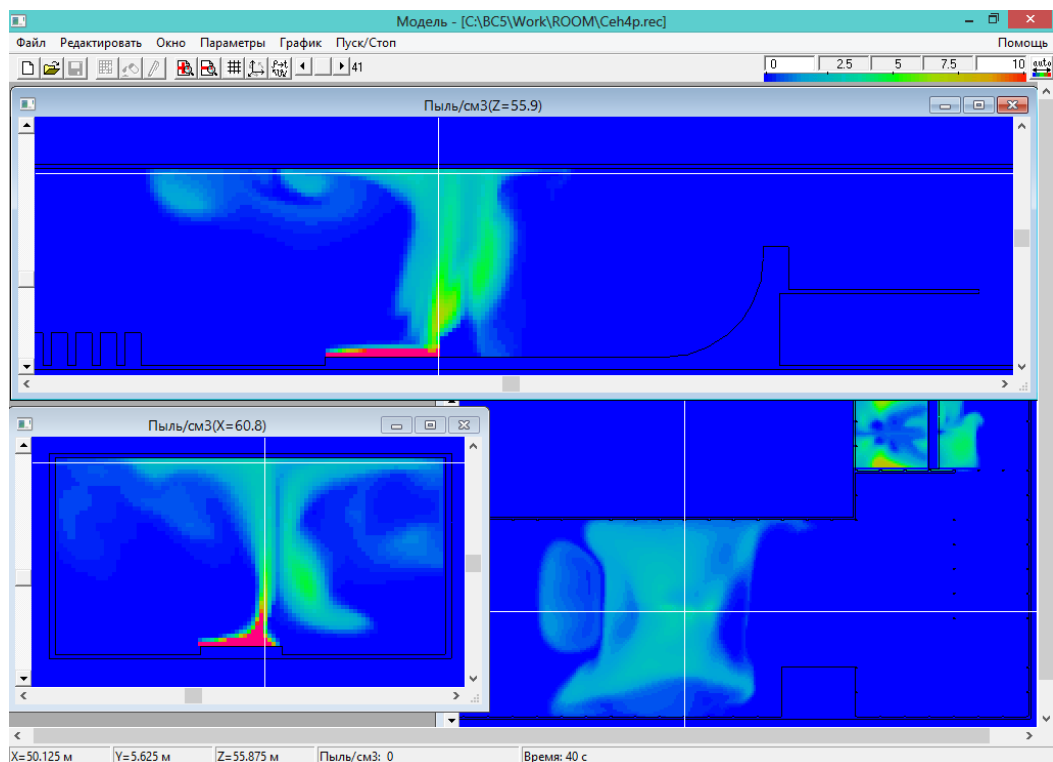 Модель - [C:\BC5\Work\ROOM\Ceh4p.rec]
Файл Редактировать Окно Параметры График Пуск/Стоп Помощь
41 0 2.5 5 7.5 10 auto
Пыль/см3(Z=55.9)
Пыль/см3(X=60.8)
X=50.125 м Y=5.625 м Z=55.875 м Пыль/см3: 0 Время: 40 с